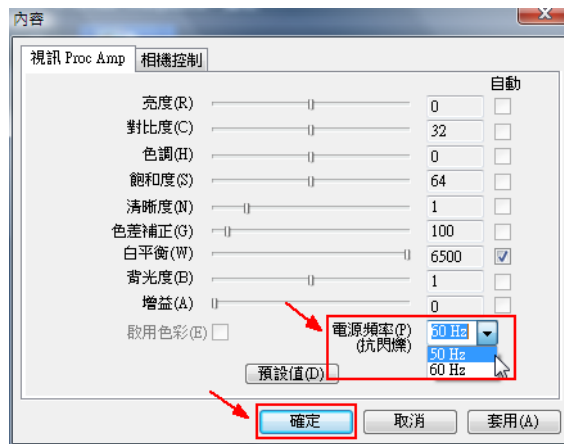 內容
視訊 Proc Amp 相機控制
自動
亮度(R) 0
對比度(C) 32
色調(H) 0
飽和度(S) 64
清晰度(N) 1
色差補正(G) 100
白平衡(W) 6500
背光度(B) 1
增益(A) 0
啟用色彩(E) 電源頻率(P) 50 Hz
(抗閃爍) 50 Hz
60 Hz
預設值(D)
確定 取消 套用(A)